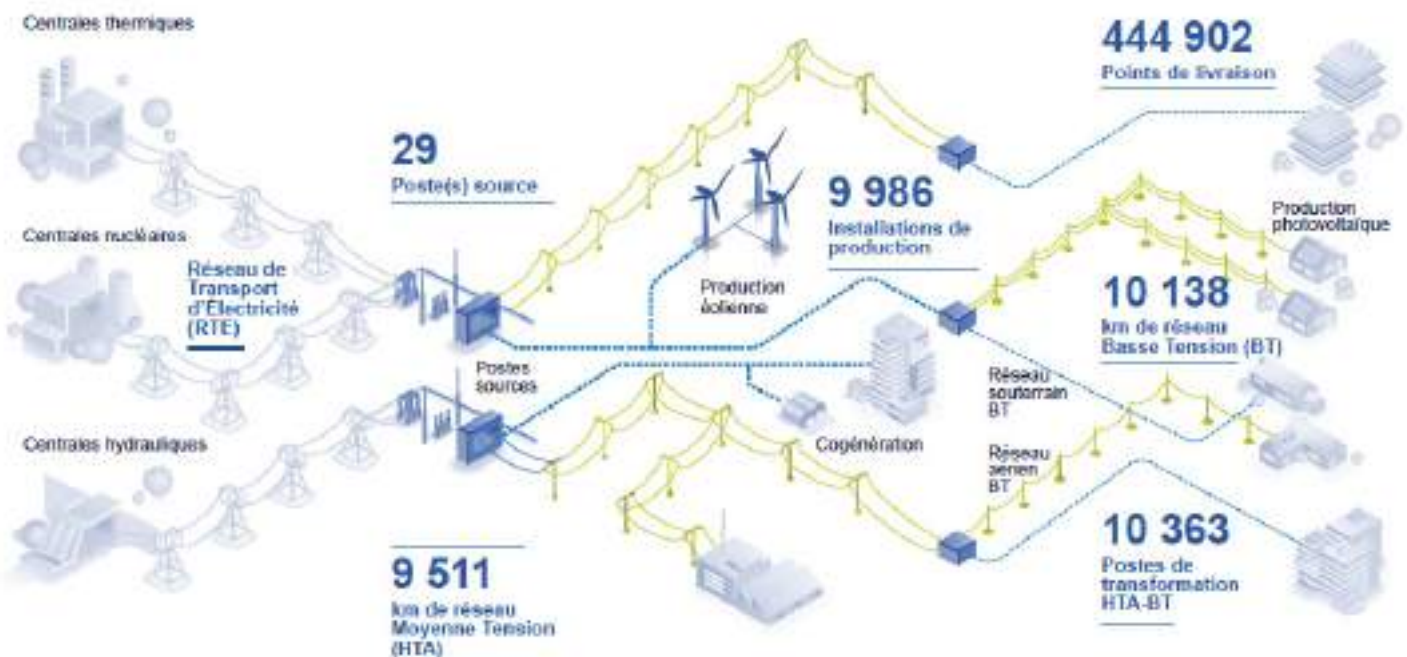 Centrales thermiques
444 902
Points de livraison
29
Poste(s) source
9 986
Installations de
production
Production
photovoltaïque
Centrales nucléaires
Réseau de
Transport
d'Électricité
(RTE)
Production
éolienne
10 138
km de réseau
Basse Tension (BT)
Postes
sources
Réseau
souterrain
BT
Centrales hydrauliques
Cogénération
Réseau
aérien
BT
9 511
km de réseau
Moyenne Tension
(HTA)
10 363
Postes de
transformation
HTA-BT